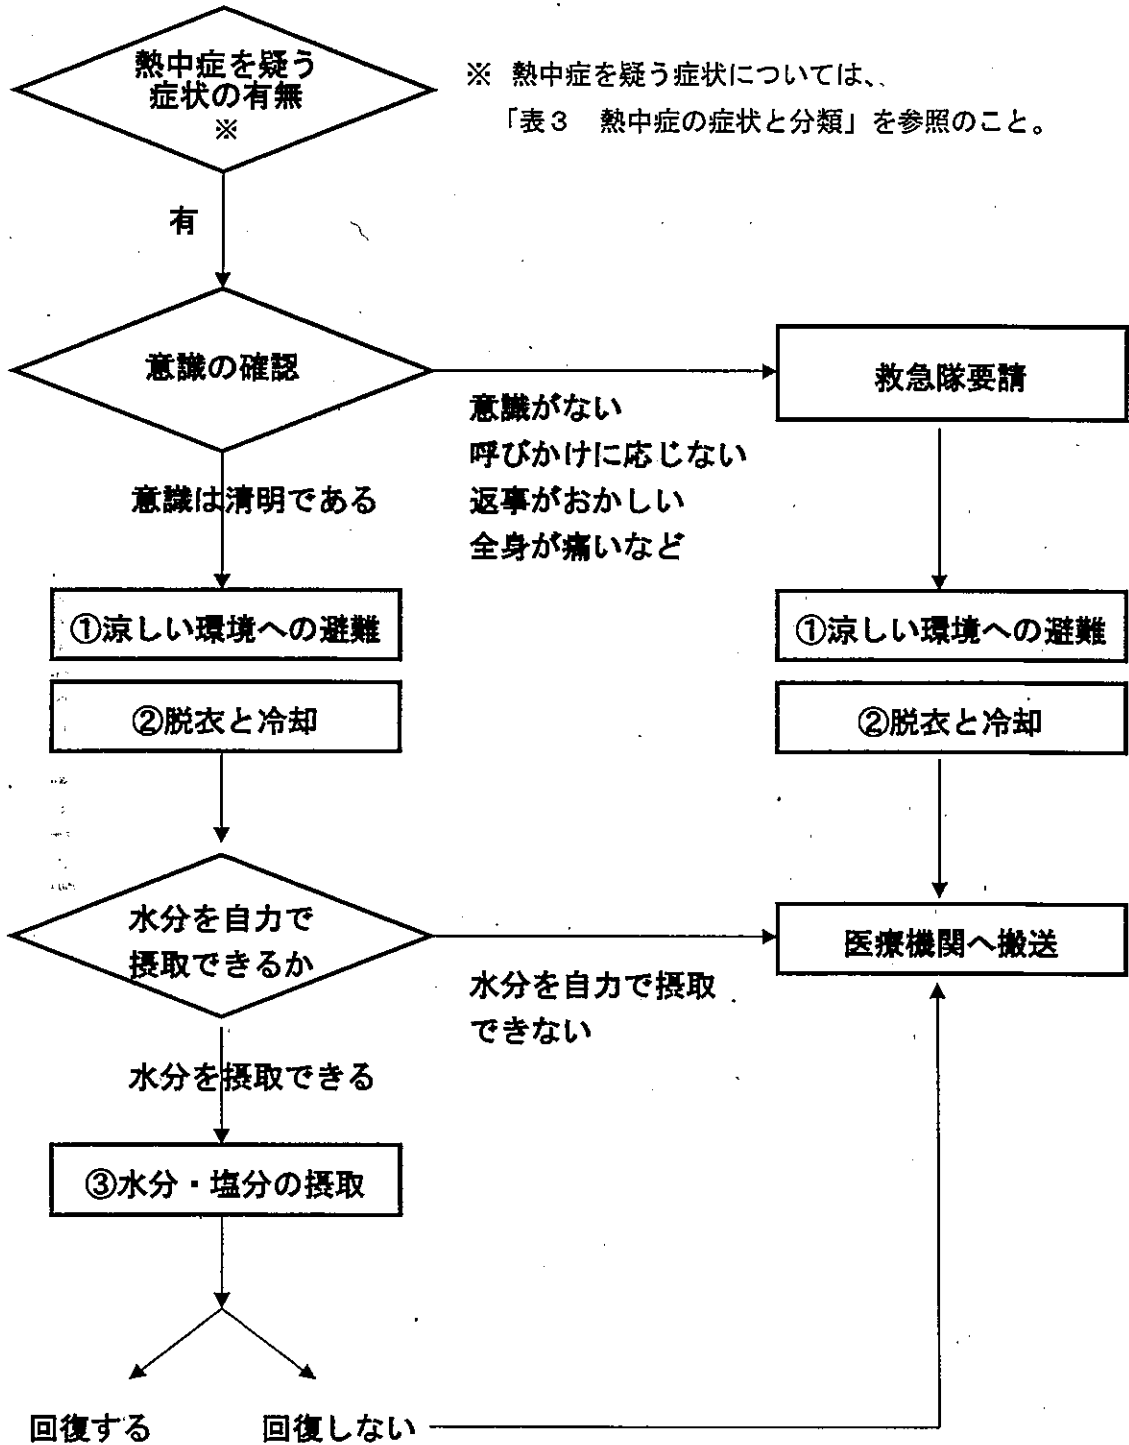 熱中症を疑う
症状の有無
※
※ 熱中症を疑う症状については、
「表３ 熱中症の症状と分類」を参照のこと。
有
意識の確認
救急隊要請
意識がない
呼びかけに応じない
返事がおかしい
全身が痛いなど
意識は清明である
①涼しい環境への避難
①涼しい環境への避難
②脱衣と冷却
②脱衣と冷却
水分を自力で
摂取できるか
医療機関へ搬送
水分を自力で摂取
できない
水分を摂取できる
③水分・塩分の摂取
回復する
回復しない